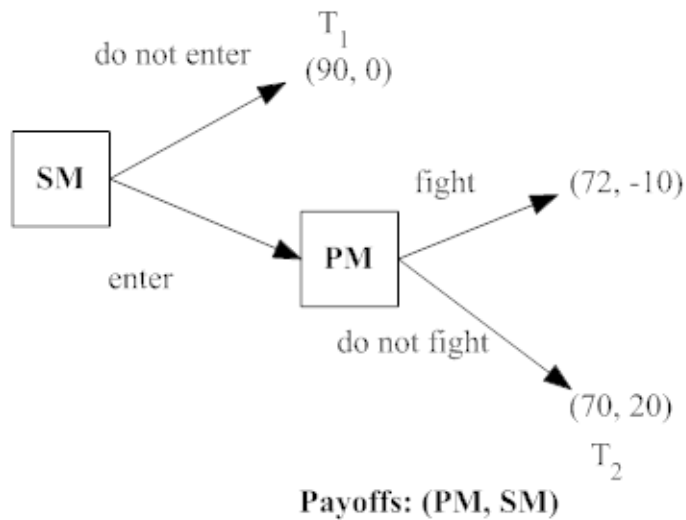 T1
do not enter
(90, 0)
SM
fight
(72, -10)
PM
enter
do not fight
(70, 20)
T2
Payoffs: (PM, SM)